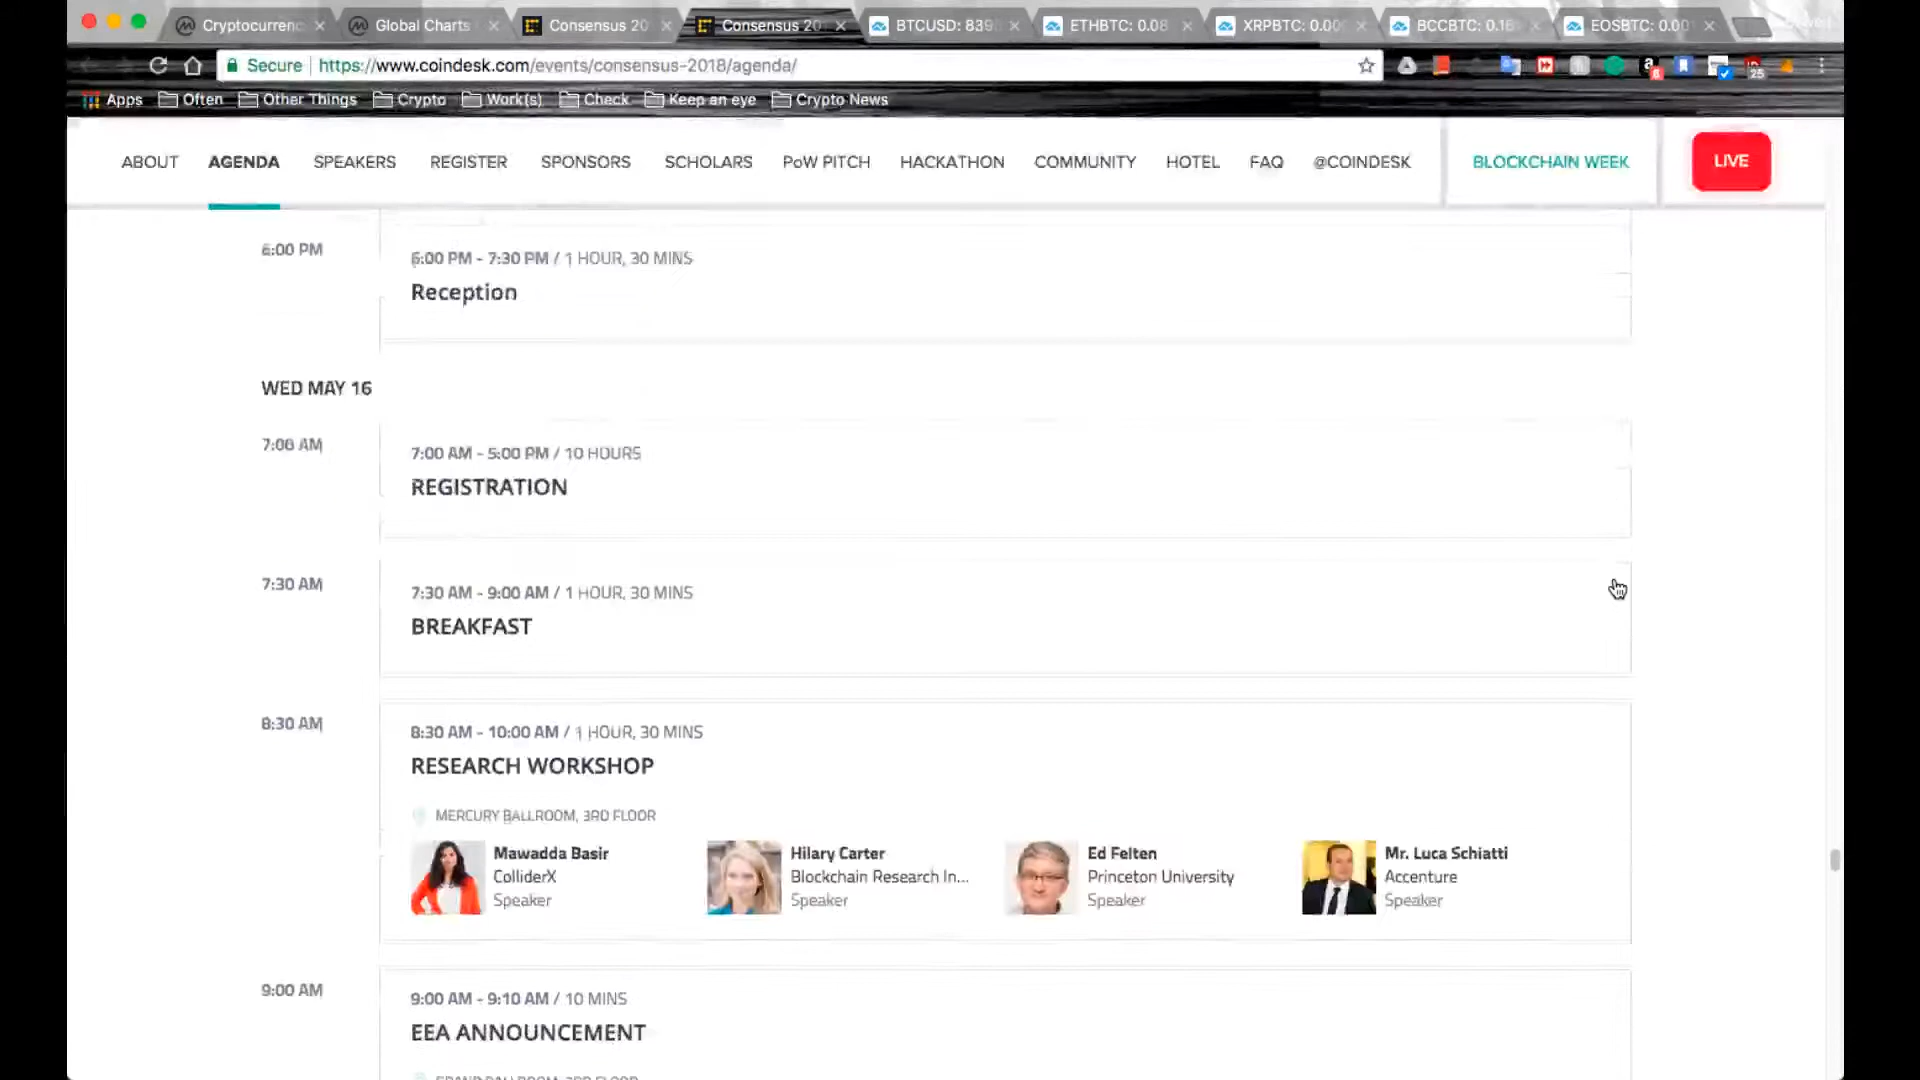 Cryptocurrenc
Global Charts
Consensus 20
Consensus 20
BTCUSD: 839
ETHBTC: 0.08
XRPBTC: 0.00
BCCBTC: 0.16
EOSBTC: 0.00
Secure https://www.coindesk.com/events/consensus-2018/agenda/
Apps Often Other Things Crypto Work(s) Check Keep an eye Crypto News
ABOUT AGENDA SPEAKERS REGISTER SPONSORS SCHOLARS PoW PITCH HACKATHON COMMUNITY HOTEL FAQ @COINDESK BLOCKCHAIN WEEK LIVE
6:00 PM
6:00 PM - 7:30 PM / 1 HOUR, 30 MINS
Reception
WED MAY 16
7:00 AM
7:00 AM - 5:00 PM / 10 HOURS
REGISTRATION
7:30 AM
7:30 AM - 9:00 AM / 1 HOUR, 30 MINS
BREAKFAST
8:30 AM
8:30 AM - 10:00 AM / 1 HOUR, 30 MINS
RESEARCH WORKSHOP
MERCURY BALLROOM, 3RD FLOOR
Mawadda Basir
ColliderX
Speaker
Hilary Carter
Blockchain Research In...
Speaker
Ed Felten
Princeton University
Speaker
Mr. Luca Schiatti
Accenture
Speaker
9:00 AM
9:00 AM - 9:10 AM / 10 MINS
EEA ANNOUNCEMENT